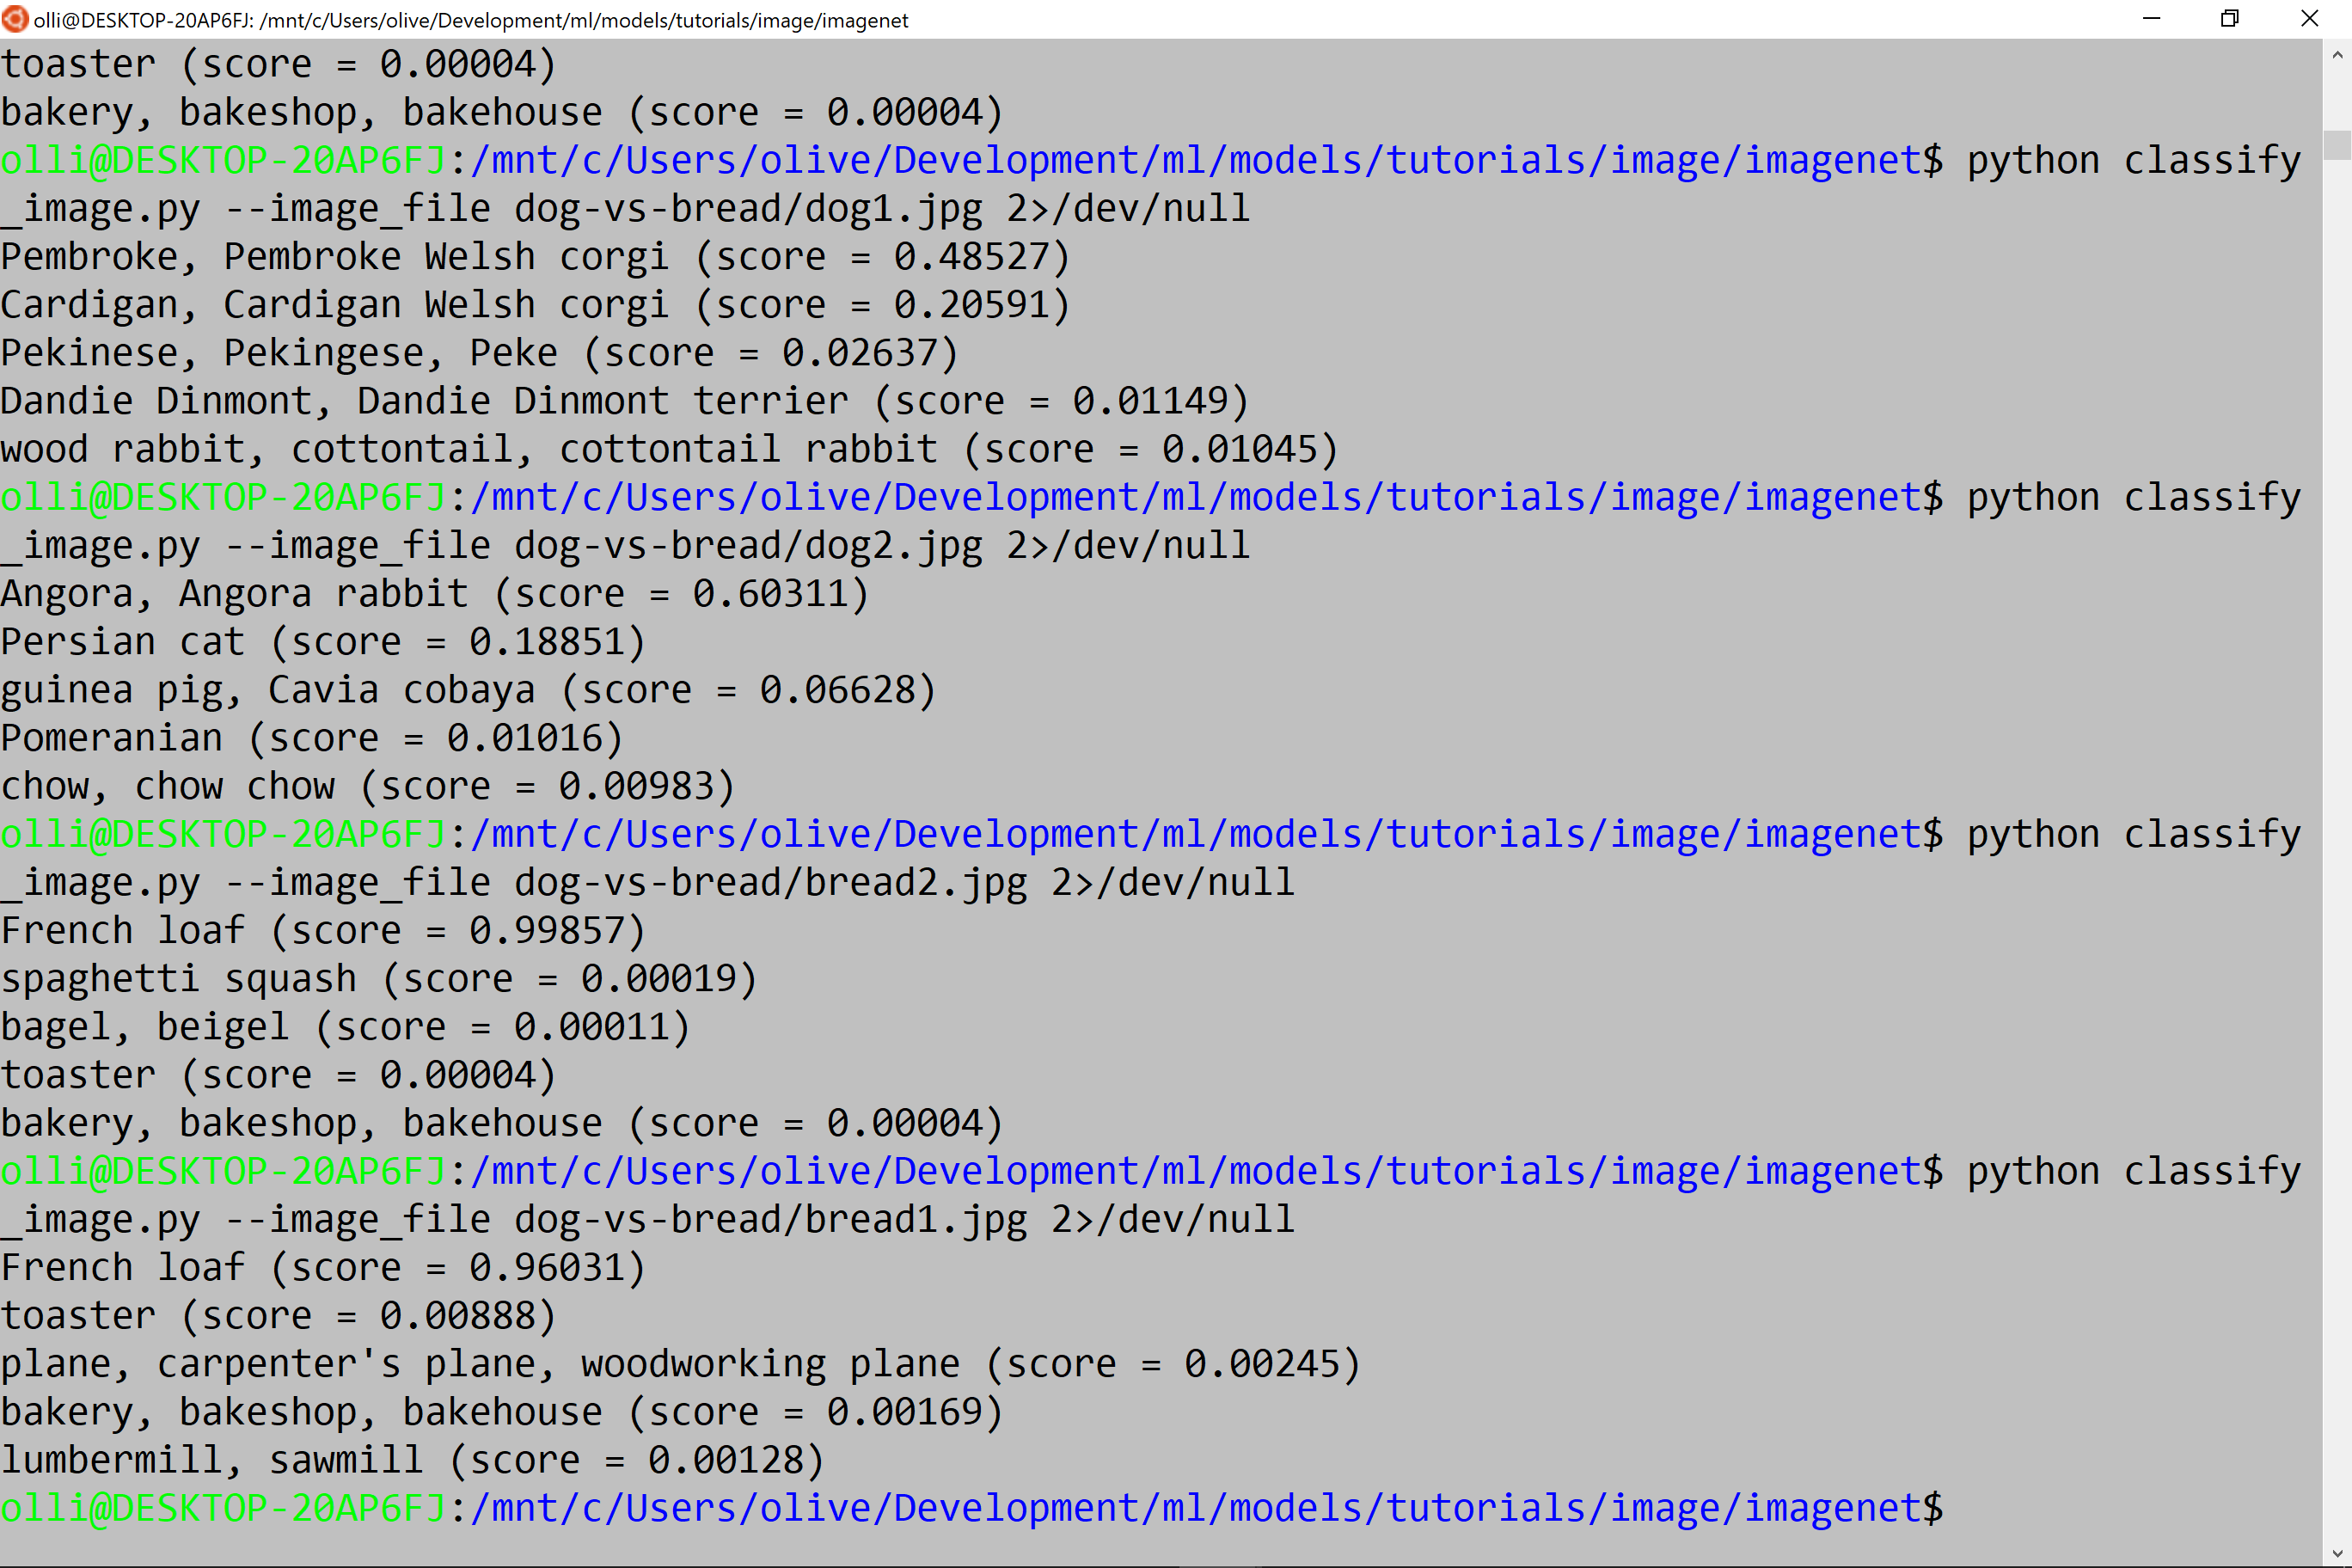 olli@DESKTOP-20AP6FJ: /mnt/c/Users/olive/Development/ml/models/tutorials/image/imagenet
toaster (score = 0.00004)
bakery, bakeshop, bakehouse (score = 0.00004)
olli@DESKTOP-20AP6FJ:/mnt/c/Users/olive/Development/ml/models/tutorials/image/imagenet$ python classify
_image.py --image_file dog-vs-bread/dog1.jpg 2>/dev/null
Pembroke, Pembroke Welsh corgi (score = 0.48527)
Cardigan, Cardigan Welsh corgi (score = 0.20591)
Pekinese, Pekingese, Peke (score = 0.02637)
Dandie Dinmont, Dandie Dinmont terrier (score = 0.01149)
wood rabbit, cottontail, cottontail rabbit (score = 0.01045)
olli@DESKTOP-20AP6FJ:/mnt/c/Users/olive/Development/ml/models/tutorials/image/imagenet$ python classify
_image.py --image_file dog-vs-bread/dog2.jpg 2>/dev/null
Angora, Angora rabbit (score = 0.60311)
Persian cat (score = 0.18851)
guinea pig, Cavia cobaya (score = 0.06628)
Pomeranian (score = 0.01016)
chow, chow chow (score = 0.00983)
olli@DESKTOP-20AP6FJ:/mnt/c/Users/olive/Development/ml/models/tutorials/image/imagenet$ python classify
_image.py --image_file dog-vs-bread/bread2.jpg 2>/dev/null
French loaf (score = 0.99857)
spaghetti squash (score = 0.00019)
bagel, beigel (score = 0.00011)
toaster (score = 0.00004)
bakery, bakeshop, bakehouse (score = 0.00004)
olli@DESKTOP-20AP6FJ:/mnt/c/Users/olive/Development/ml/models/tutorials/image/imagenet$ python classify
_image.py --image_file dog-vs-bread/bread1.jpg 2>/dev/null
French loaf (score = 0.96031)
toaster (score = 0.00888)
plane, carpenter's plane, woodworking plane (score = 0.00245)
bakery, bakeshop, bakehouse (score = 0.00169)
lumbermill, sawmill (score = 0.00128)
olli@DESKTOP-20AP6FJ:/mnt/c/Users/olive/Development/ml/models/tutorials/image/imagenet$